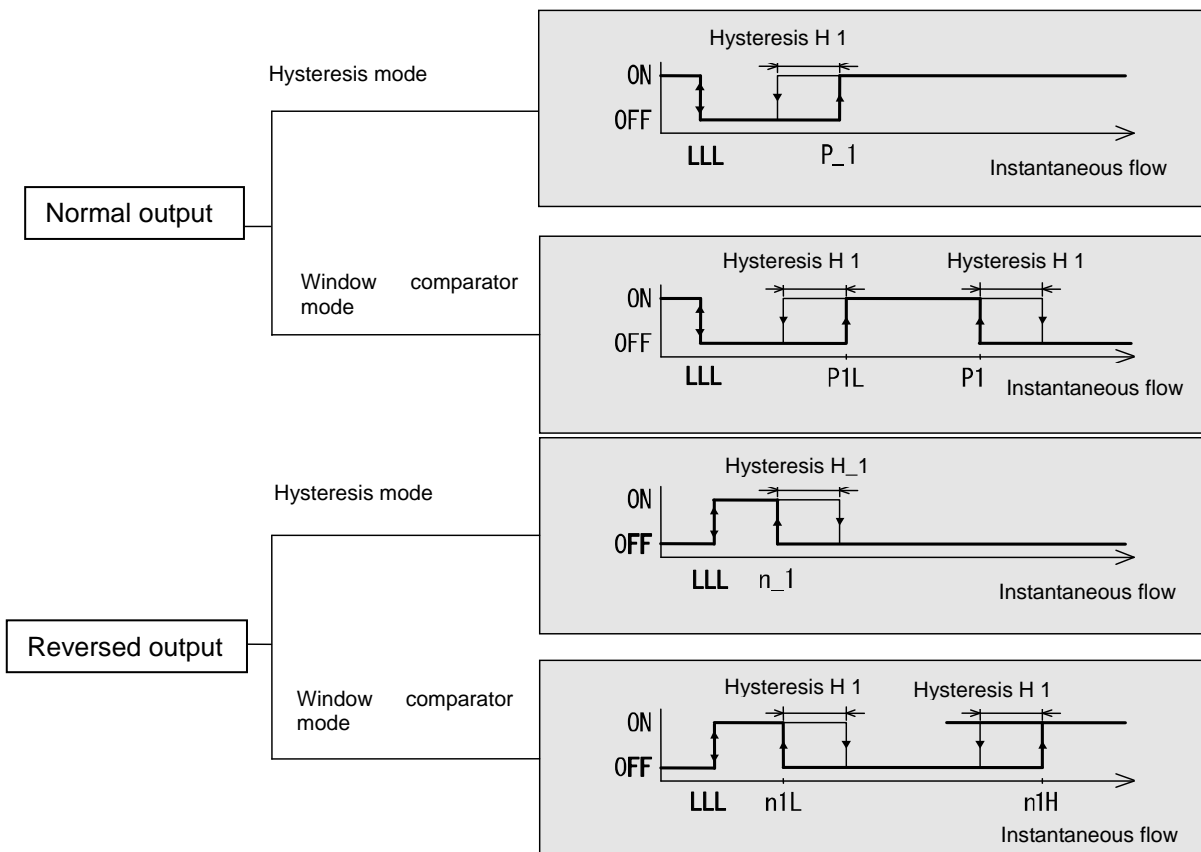 Hysteresis H 1
Hysteresis mode
ON
OFF
LLL
P_1
Instantaneous flow
Normal output
Window comparator
mode
Hysteresis H 1
Hysteresis H 1
ON
OFF
LLL
P1L
P1
Instantaneous flow
Hysteresis H_1
Hysteresis mode
ON
OFF
LLL
n_1
Instantaneous flow
Reversed output
Window comparator
mode
Hysteresis H 1
Hysteresis H 1
ON
OFF
LLL
n1L
n1H
Instantaneous flow